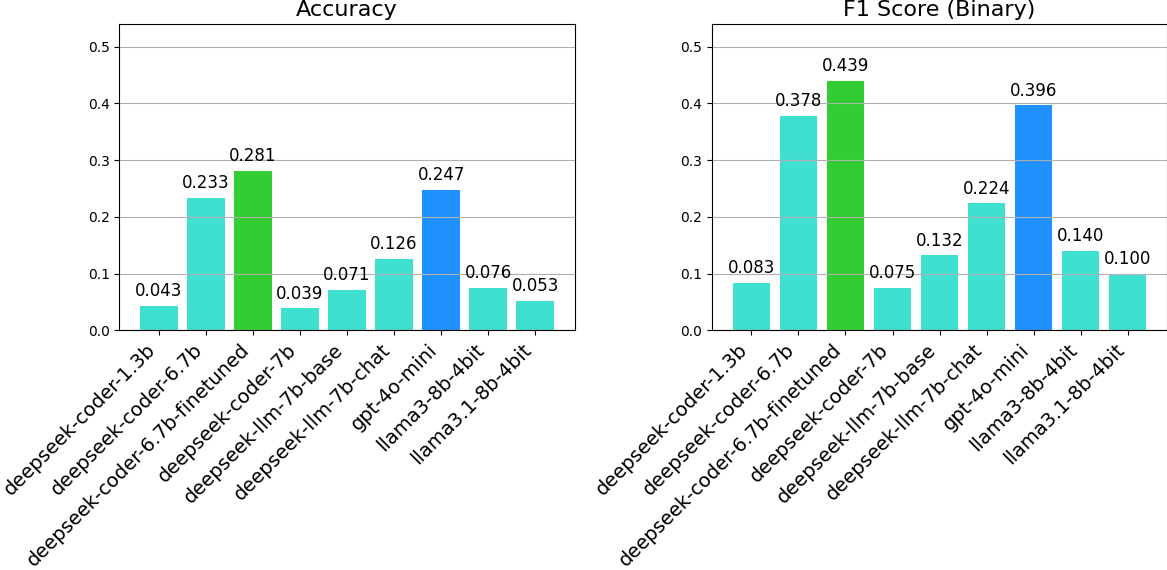 Accuracy
0.5
0.4
0.3
0.2
0.1
0.0
0.043
0.233
0.281
0.039
0.071
0.126
0.247
0.076
0.053
deepseek-coder-1.3b
deepseek-coder-6.7b
deepseek-coder-6.7b-finetuned
deepseek-coder-7b
deepseek-llm-7b-base
deepseek-llm-7b-chat
gpt-4o-mini
llama3-8b-4bit
llama3.1-8b-4bit
F1 Score (Binary)
0.5
0.4
0.3
0.2
0.1
0.0
0.083
0.378
0.439
0.075
0.132
0.224
0.396
0.140
0.100
deepseek-coder-1.3b
deepseek-coder-6.7b
deepseek-coder-6.7b-finetuned
deepseek-coder-7b
deepseek-llm-7b-base
deepseek-llm-7b-chat
gpt-4o-mini
llama3-8b-4bit
llama3.1-8b-4bit